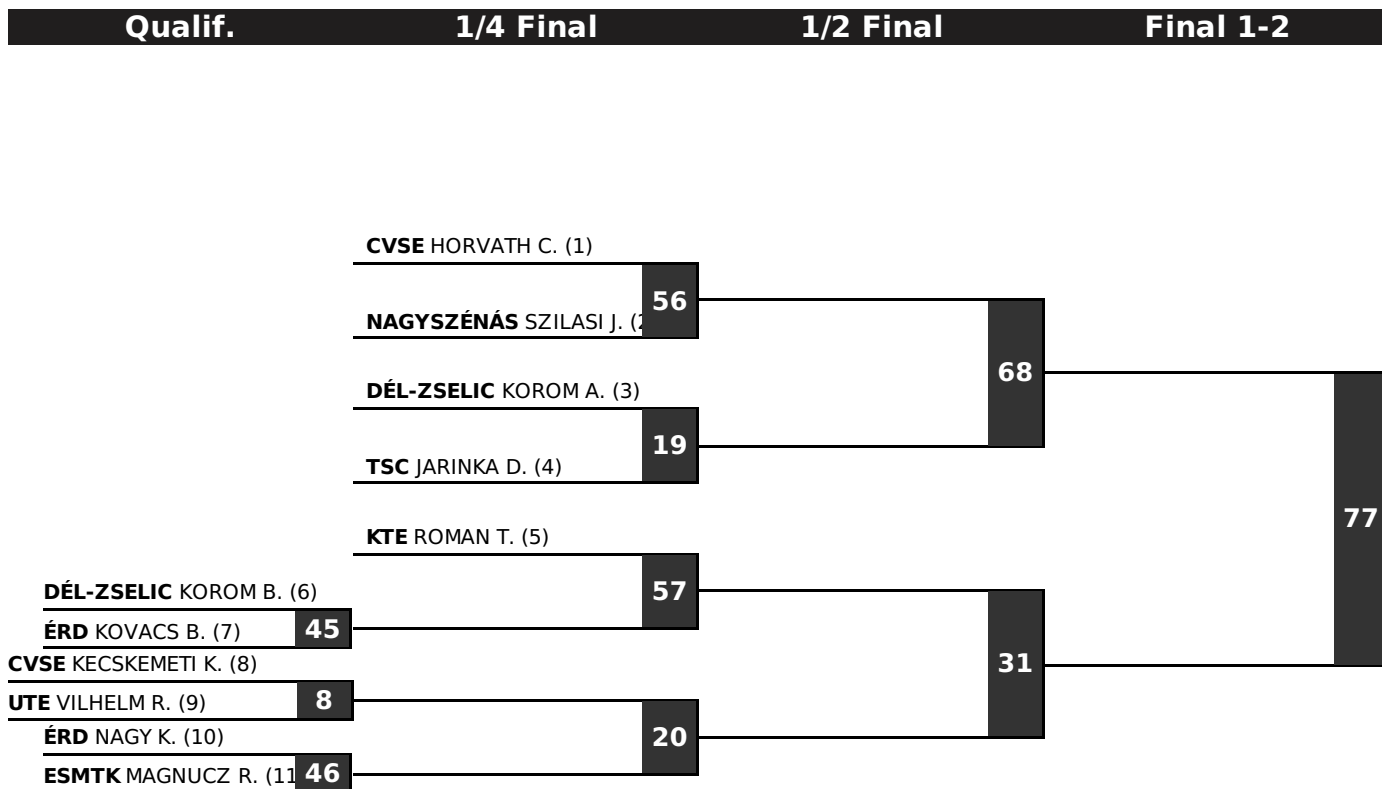 Qualif. 1/4 Final 1/2 Final Final 1-2
CVSE HORVATH C. (1)
56
NAGYSZÉNÁS SZILASI J. (2
68
DÉL-ZSELIC KOROM A. (3)
19
TSC JARINKA D. (4)
77
KTE ROMAN T. (5)
57
DÉL-ZSELIC KOROM B. (6)
45
ÉRD KOVACS B. (7)
CVSE KECSKEMETI K. (8)
31
8
UTE VILHELM R. (9)
20
ÉRD NAGY K. (10)
46
ESMTK MAGNUCZ R. (11